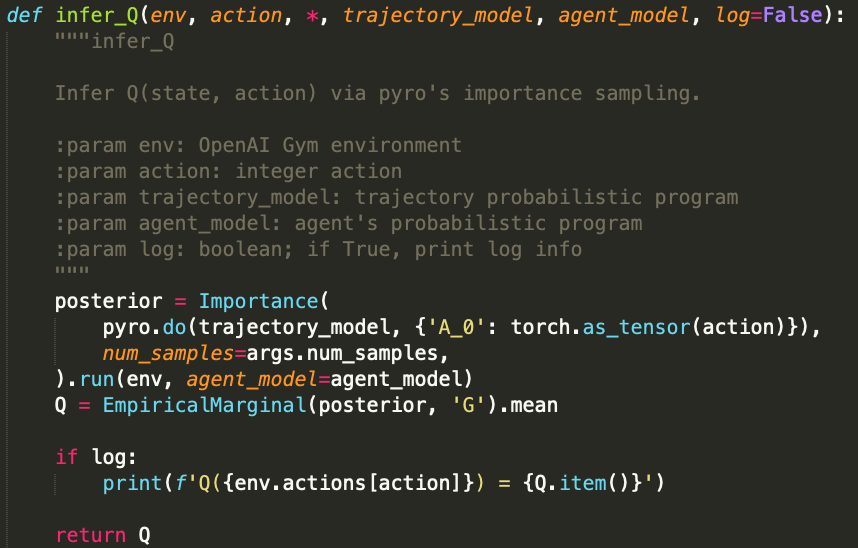 def infer_Q(env, action, *, trajectory_model, agent_model, log=False):
    """infer_Q

    Infer Q(state, action) via pyro's importance sampling.

    :param env: OpenAI Gym environment
    :param action: integer action
    :param trajectory_model: trajectory probabilistic program
    :param agent_model: agent's probabilistic program
    :param log: boolean; if True, print log info
    """
    posterior = Importance(
        pyro.do(trajectory_model, {'A_0': torch.as_tensor(action)}),
        num_samples=args.num_samples,
    ).run(env, agent_model=agent_model)
    Q = EmpiricalMarginal(posterior, 'G').mean

    if log:
        print(f'Q({env.actions[action]}) = {Q.item()}')

    return Q